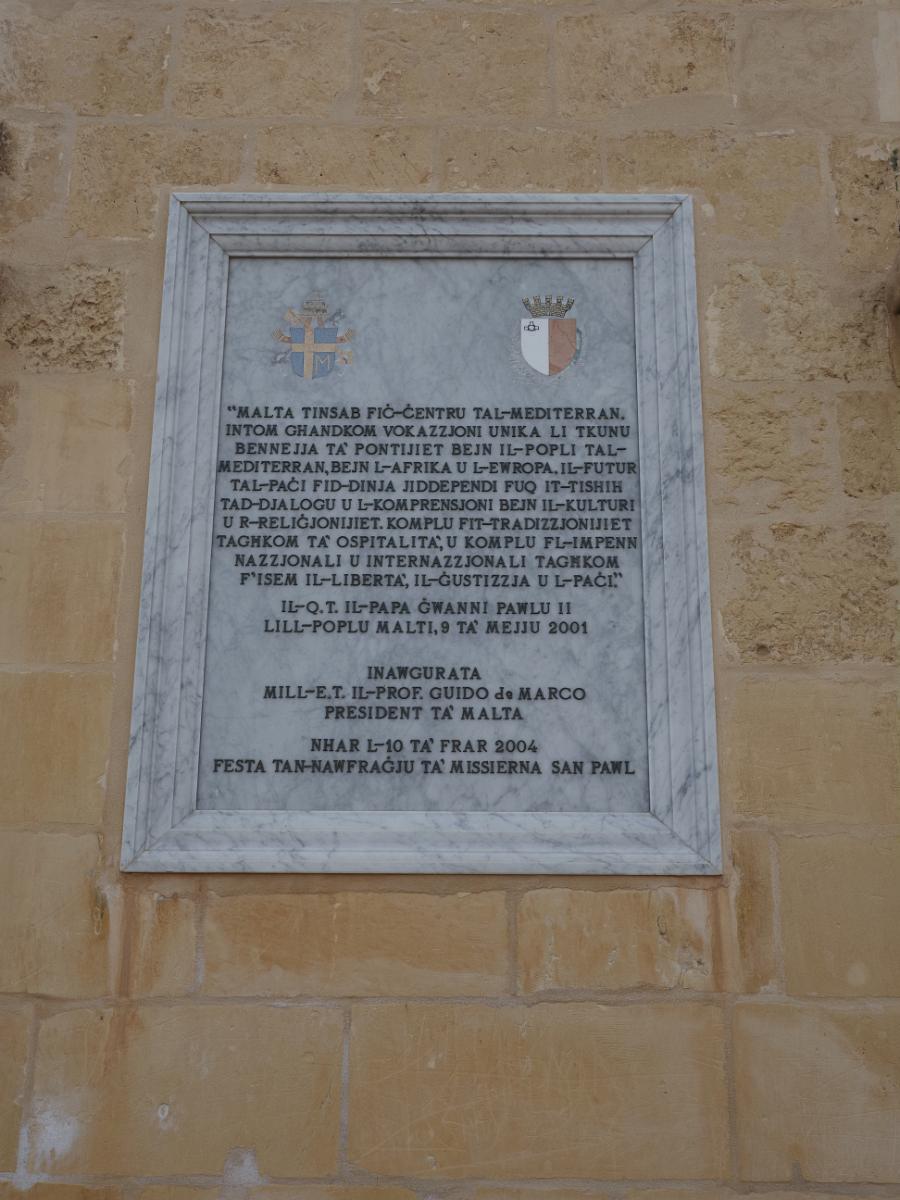 M
"MALTA TINSAB FIĊ-ĊENTRU TAL-MEDITERRAN.
INTOM GĦANDKOM VOKAZZJONI UNIKA LI TKUNU
BENNEJJA TA' PONTIJIET BEJN IL-POPLI TAL-
MEDITERRAN, BEJN L-AFRIKA U L-EWROPA. IL-FUTUR
TAL-PAĊI FID-DINJA JIDDEPENDI FUQ IT-TISHIH
TAD-DJALOGU U L-KOMPRENSJONI BEJN IL-KULTURI
U R-RELIĠJONIJIET. KOMPLU FIT-TRADIZZJONIJIET
TAGĦKOM TA' OSPITALITA', U KOMPLU FL-IMPENN
NAZZJONALI U INTERNAZZJONALI TAGĦKOM
F'ISEM IL-LIBERTA', IL-ĠUSTIZZJA U L-PAĊI."
IL-Q.T. IL-PAPA ĠWANNI PAWLU II
LILL-POPLU MALTI, 9 TA' MEJJU 2001
INAWGURATA
MILL-E.T. IL-PROF. GUIDO de MARCO
PRESIDENT TA' MALTA
NHAR L-10 TA' FRAR 2004
FESTA TAN-NAWFRAĠJU TA' MISSIERNA SAN PAWL